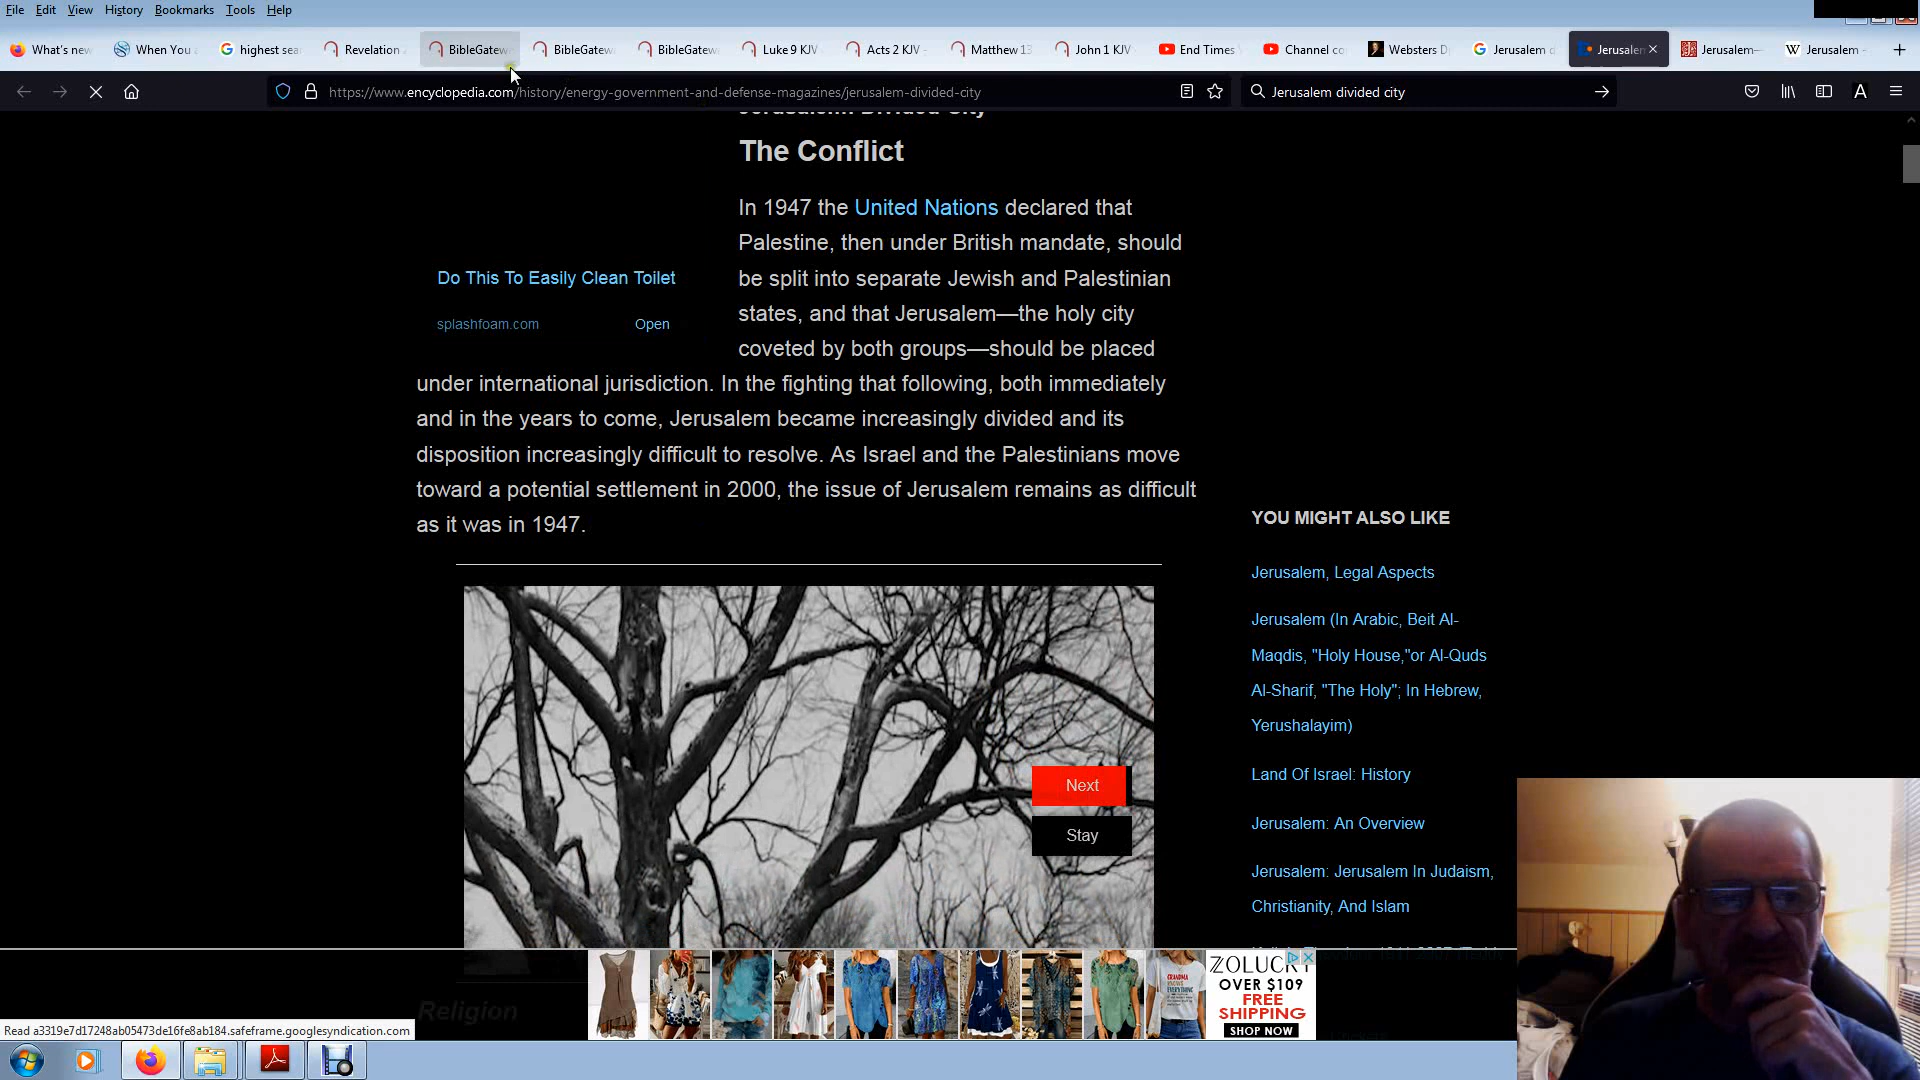 File Edit View History Bookmarks Tools Help
What's new When You highest sea Revelation BibleGatew BibleGatew BibleGatew Luke 9 KJV Acts 2 KJV - Matthew 13 John 1 KJV End Times Channel co Websters D Jerusalem d Jerusalem Jerusalem— Jerusalem -
https://www.encyclopedia.com/history/energy-government-and-defense-magazines/jerusalem-divided-city
Jerusalem divided city
A
Jerusalem: Divided City
The Conflict
In 1947 the United Nations declared that
Palestine, then under British mandate, should
be split into separate Jewish and Palestinian
states, and that Jerusalem—the holy city
coveted by both groups—should be placed
under international jurisdiction. In the fighting that following, both immediately
and in the years to come, Jerusalem became increasingly divided and its
disposition increasingly difficult to resolve. As Israel and the Palestinians move
toward a potential settlement in 2000, the issue of Jerusalem remains as difficult
as it was in 1947.
Do This To Easily Clean Toilet
splashfoam.com Open
YOU MIGHT ALSO LIKE
Jerusalem, Legal Aspects
Jerusalem (In Arabic, Beit Al-
Maqdis, "Holy House,"or Al-Quds
Al-Sharif, "The Holy"; In Hebrew,
Yerushalayim)
Land Of Israel: History
Jerusalem: An Overview
Jerusalem: Jerusalem In Judaism,
Christianity, And Islam
Next
Stay
Religion
ZOLUCKY
OVER $109
FREE
SHIPPING
SHOP NOW
Read a3319e7d17248ab05473de16fe8ab184.safeframe.googlesyndication.com